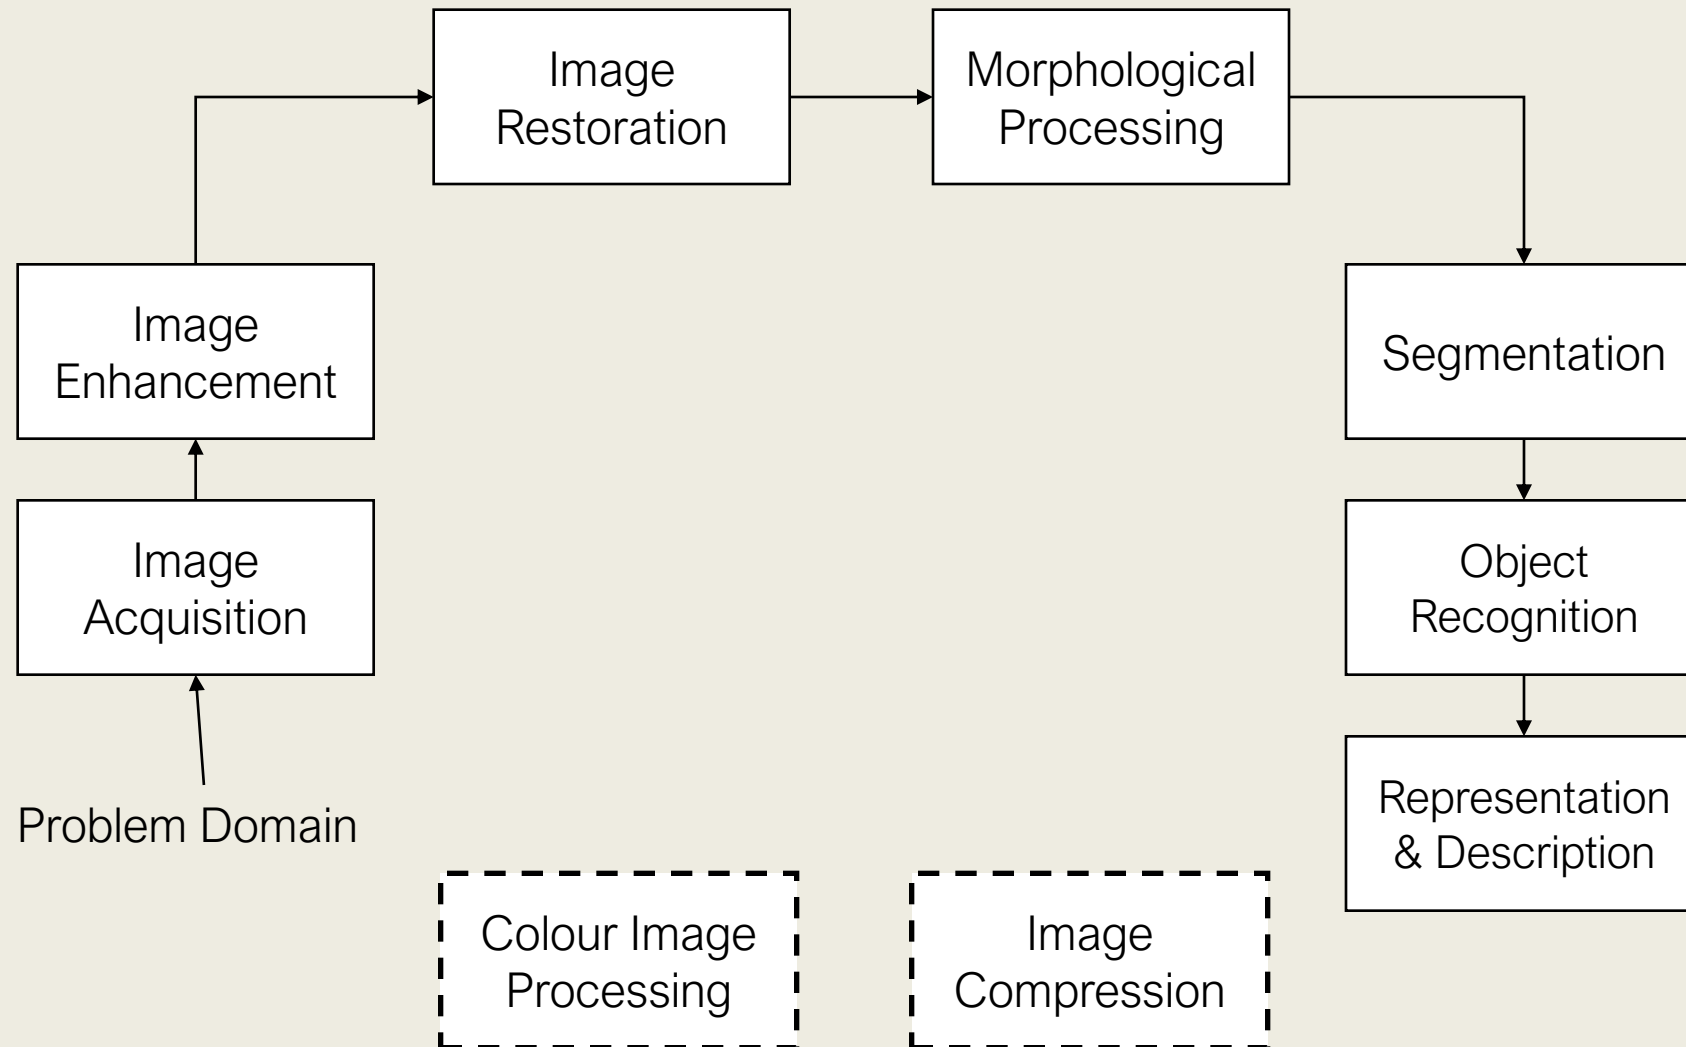 Image
Restoration
Morphological
Processing
Image
Enhancement
Segmentation
Image
Acquisition
Object
Recognition
Problem Domain
Representation
& Description
Colour Image
Processing
Image
Compression